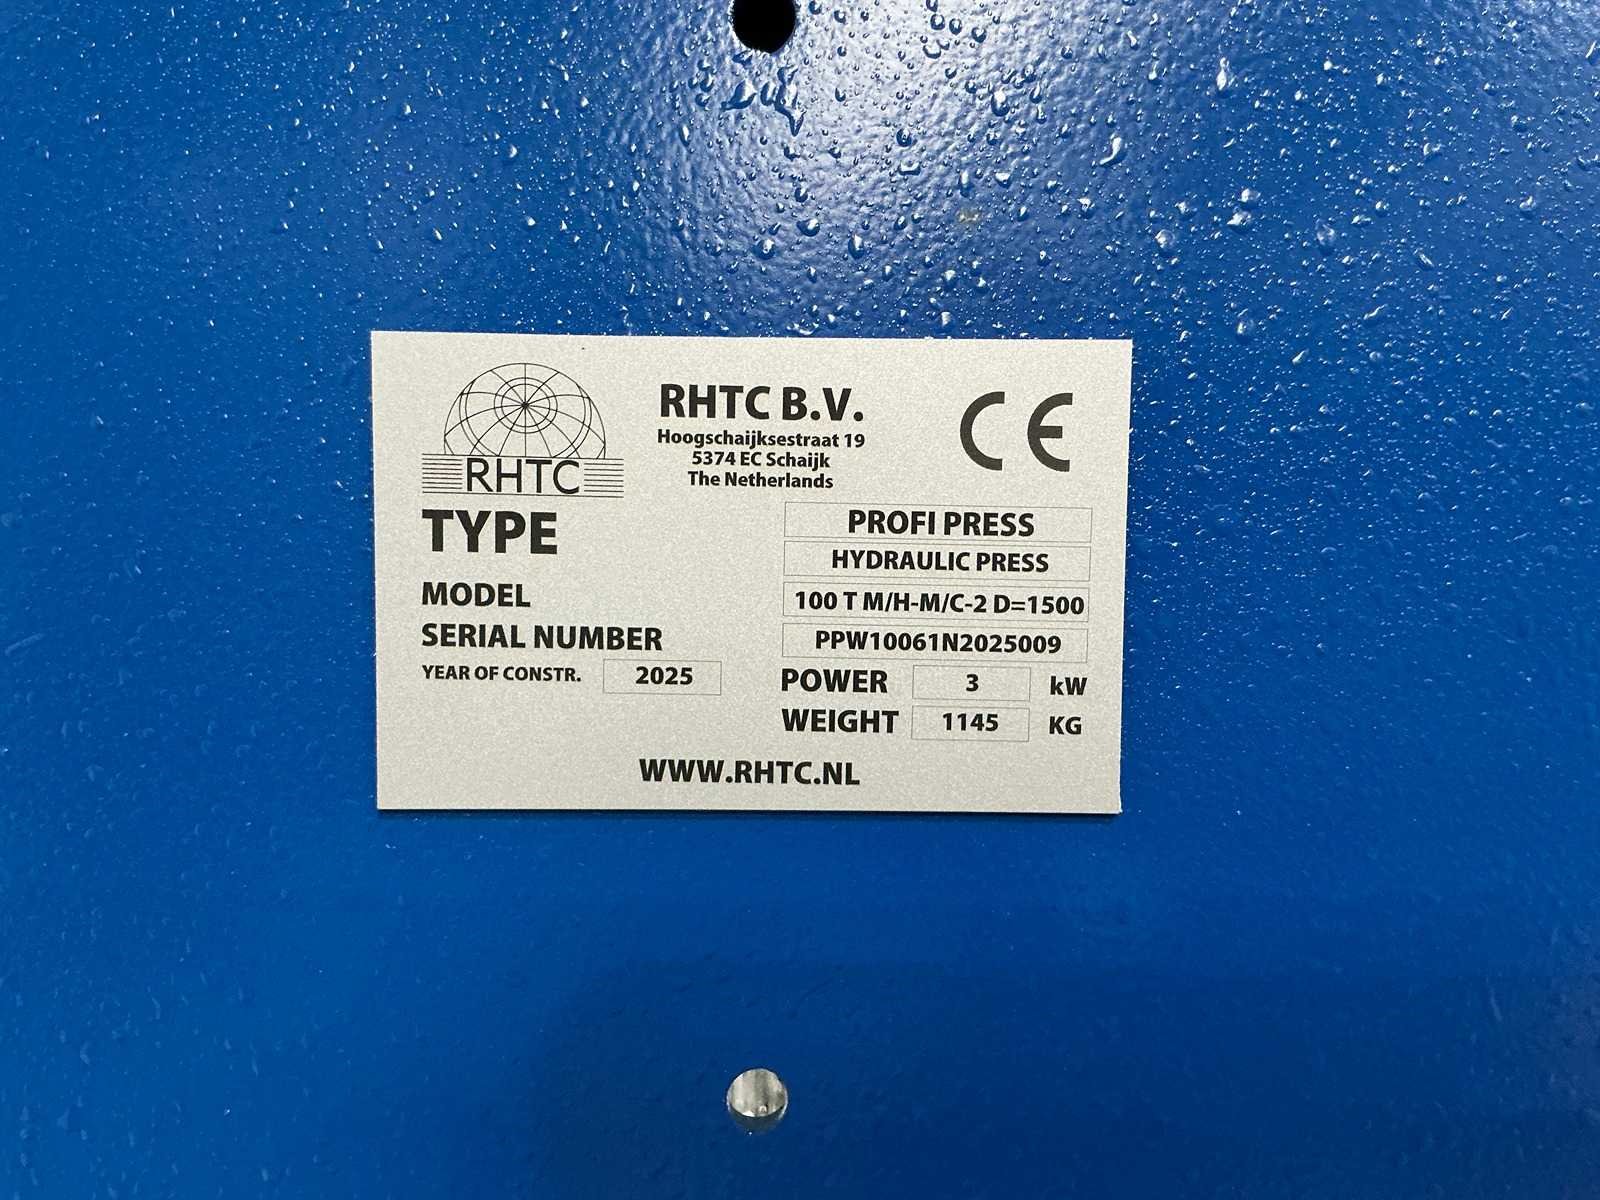 RHTC
RHTC B.V.
Hoogschaijksestraat 19
5374 EC Schaijk
The Netherlands
CE
TYPE
PROFI PRESS
HYDRAULIC PRESS
MODEL
100 T M/H-M/C-2 D=1500
SERIAL NUMBER
PPW10061N2025009
YEAR OF CONSTR. 2025
POWER 3 kW
WEIGHT 1145 KG
WWW.RHTC.NL